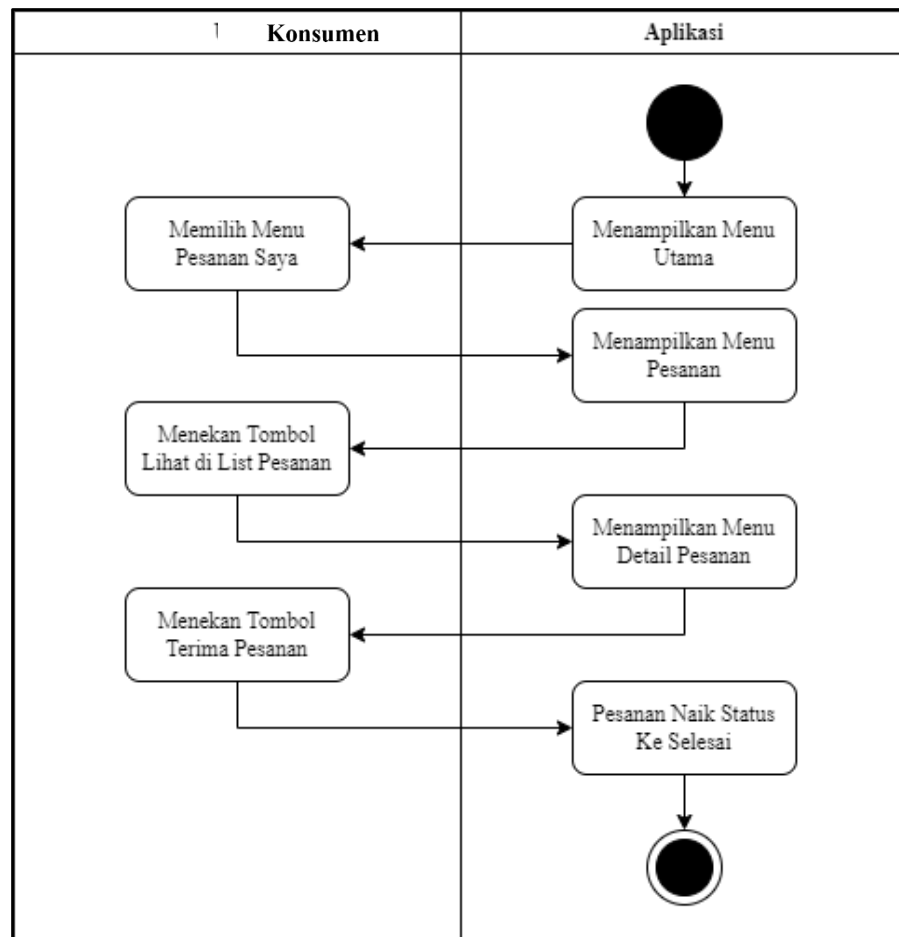 Konsumen
Aplikasi
Menampilkan Menu
Utama
Memilih Menu
Pesanan Saya
Menampilkan Menu
Pesanan
Menekan Tombol
Lihat di List Pesanan
Menampilkan Menu
Detail Pesanan
Menekan Tombol
Terima Pesanan
Pesanan Naik Status
Ke Selesai